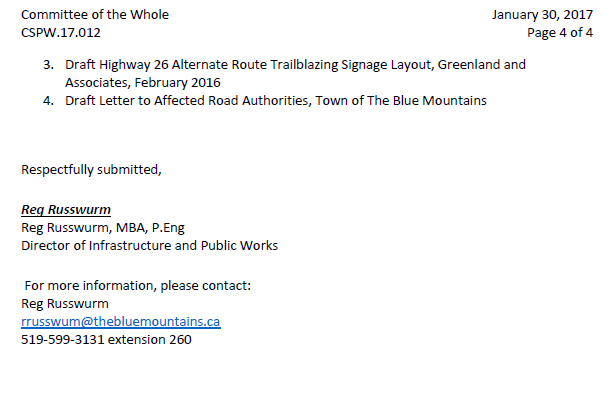 Committee of the Whole January 30, 2017
CSPW.17.012 Page 4 of 4
3. Draft Highway 26 Alternate Route Trailblazing Signage Layout, Greenland and
Associates, February 2016
4. Draft Letter to Affected Road Authorities, Town of The Blue Mountains
Respectfully submitted,
Reg Russwurm
Reg Russwurm, MBA, P.Eng
Director of Infrastructure and Public Works
For more information, please contact:
Reg Russwurm
rrusswum@thebluemountains.ca
519-599-3131 extension 260